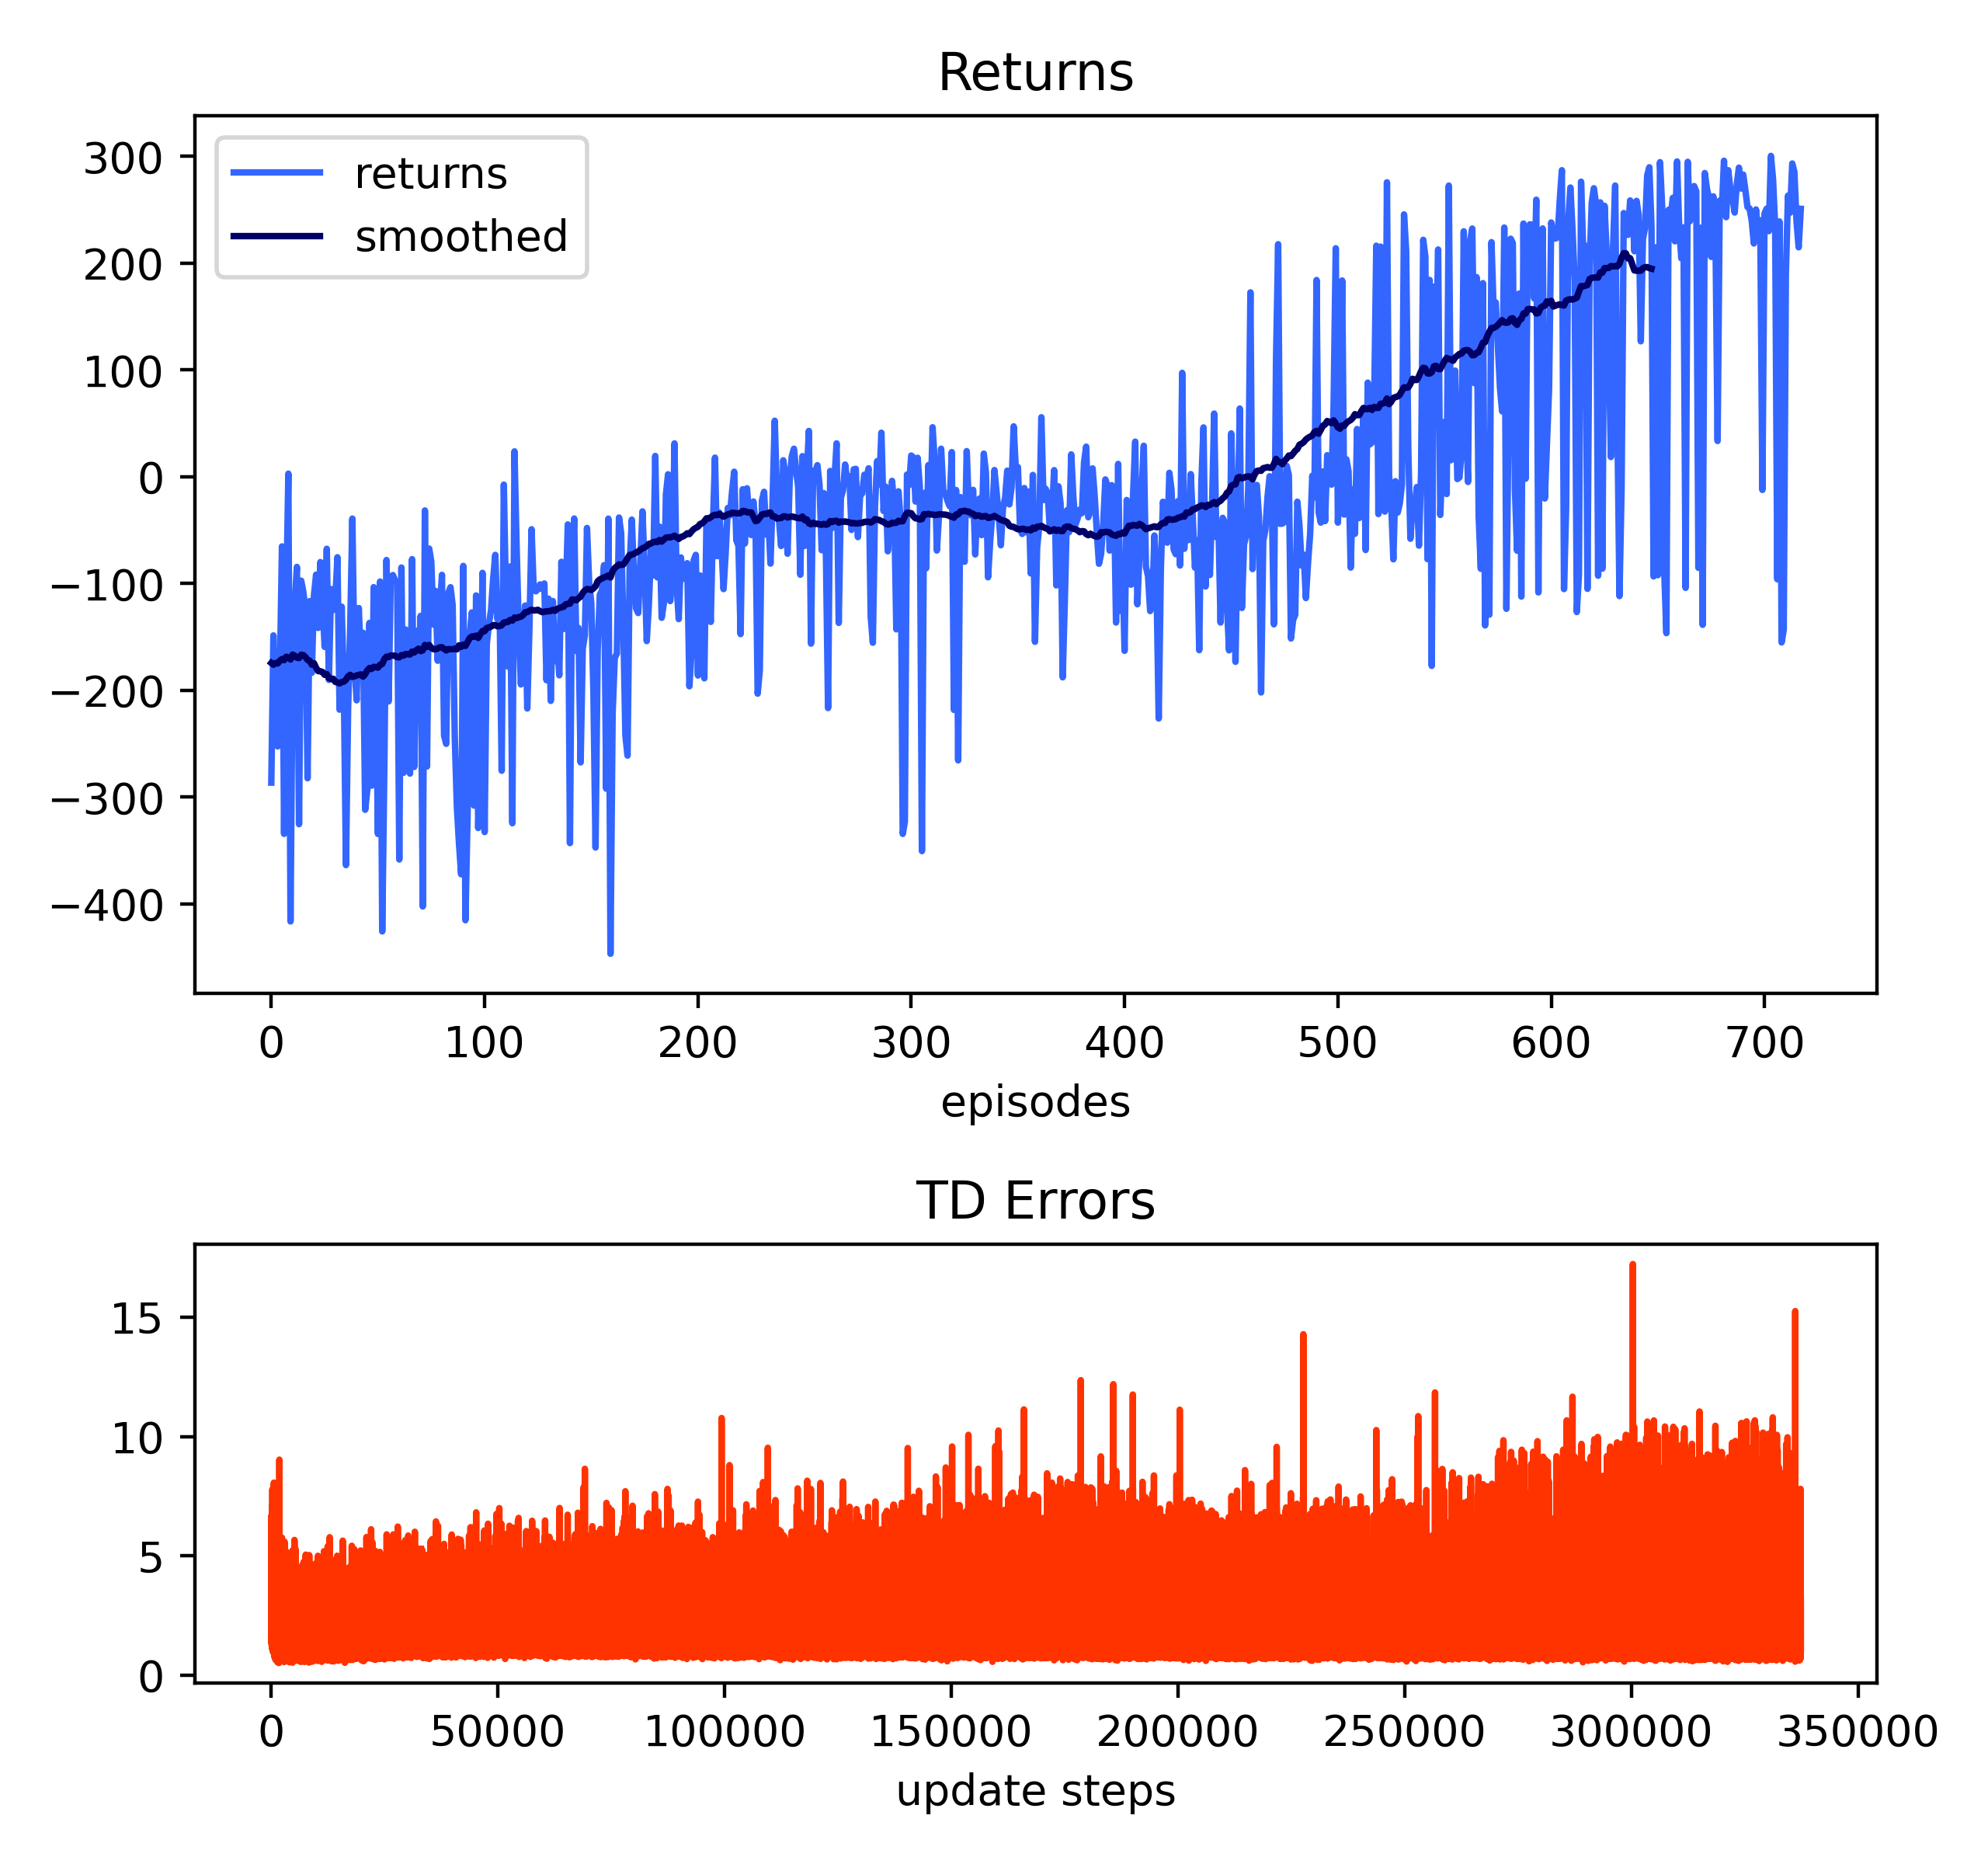 Returns
300
200
100
0
−100
−200
−300
−400
returns
smoothed
0 100 200 300 400 500 600 700
episodes
TD Errors
15
10
5
0
0 50000 100000 150000 200000 250000 300000 350000
update steps